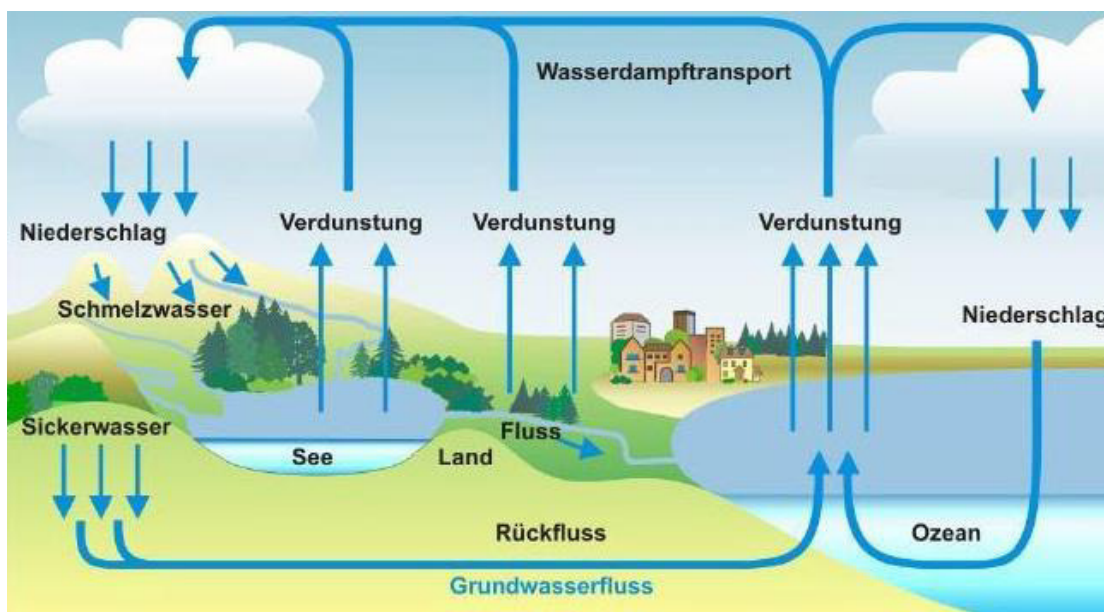 Wasserdampftransport
Verdunstung
Verdunstung
Verdunstung
Niederschlag
Schmelzwasser
Niederschlag
Sickerwasser
Fluss
See
Land
Rückfluss
Ozean
Grundwasserfluss